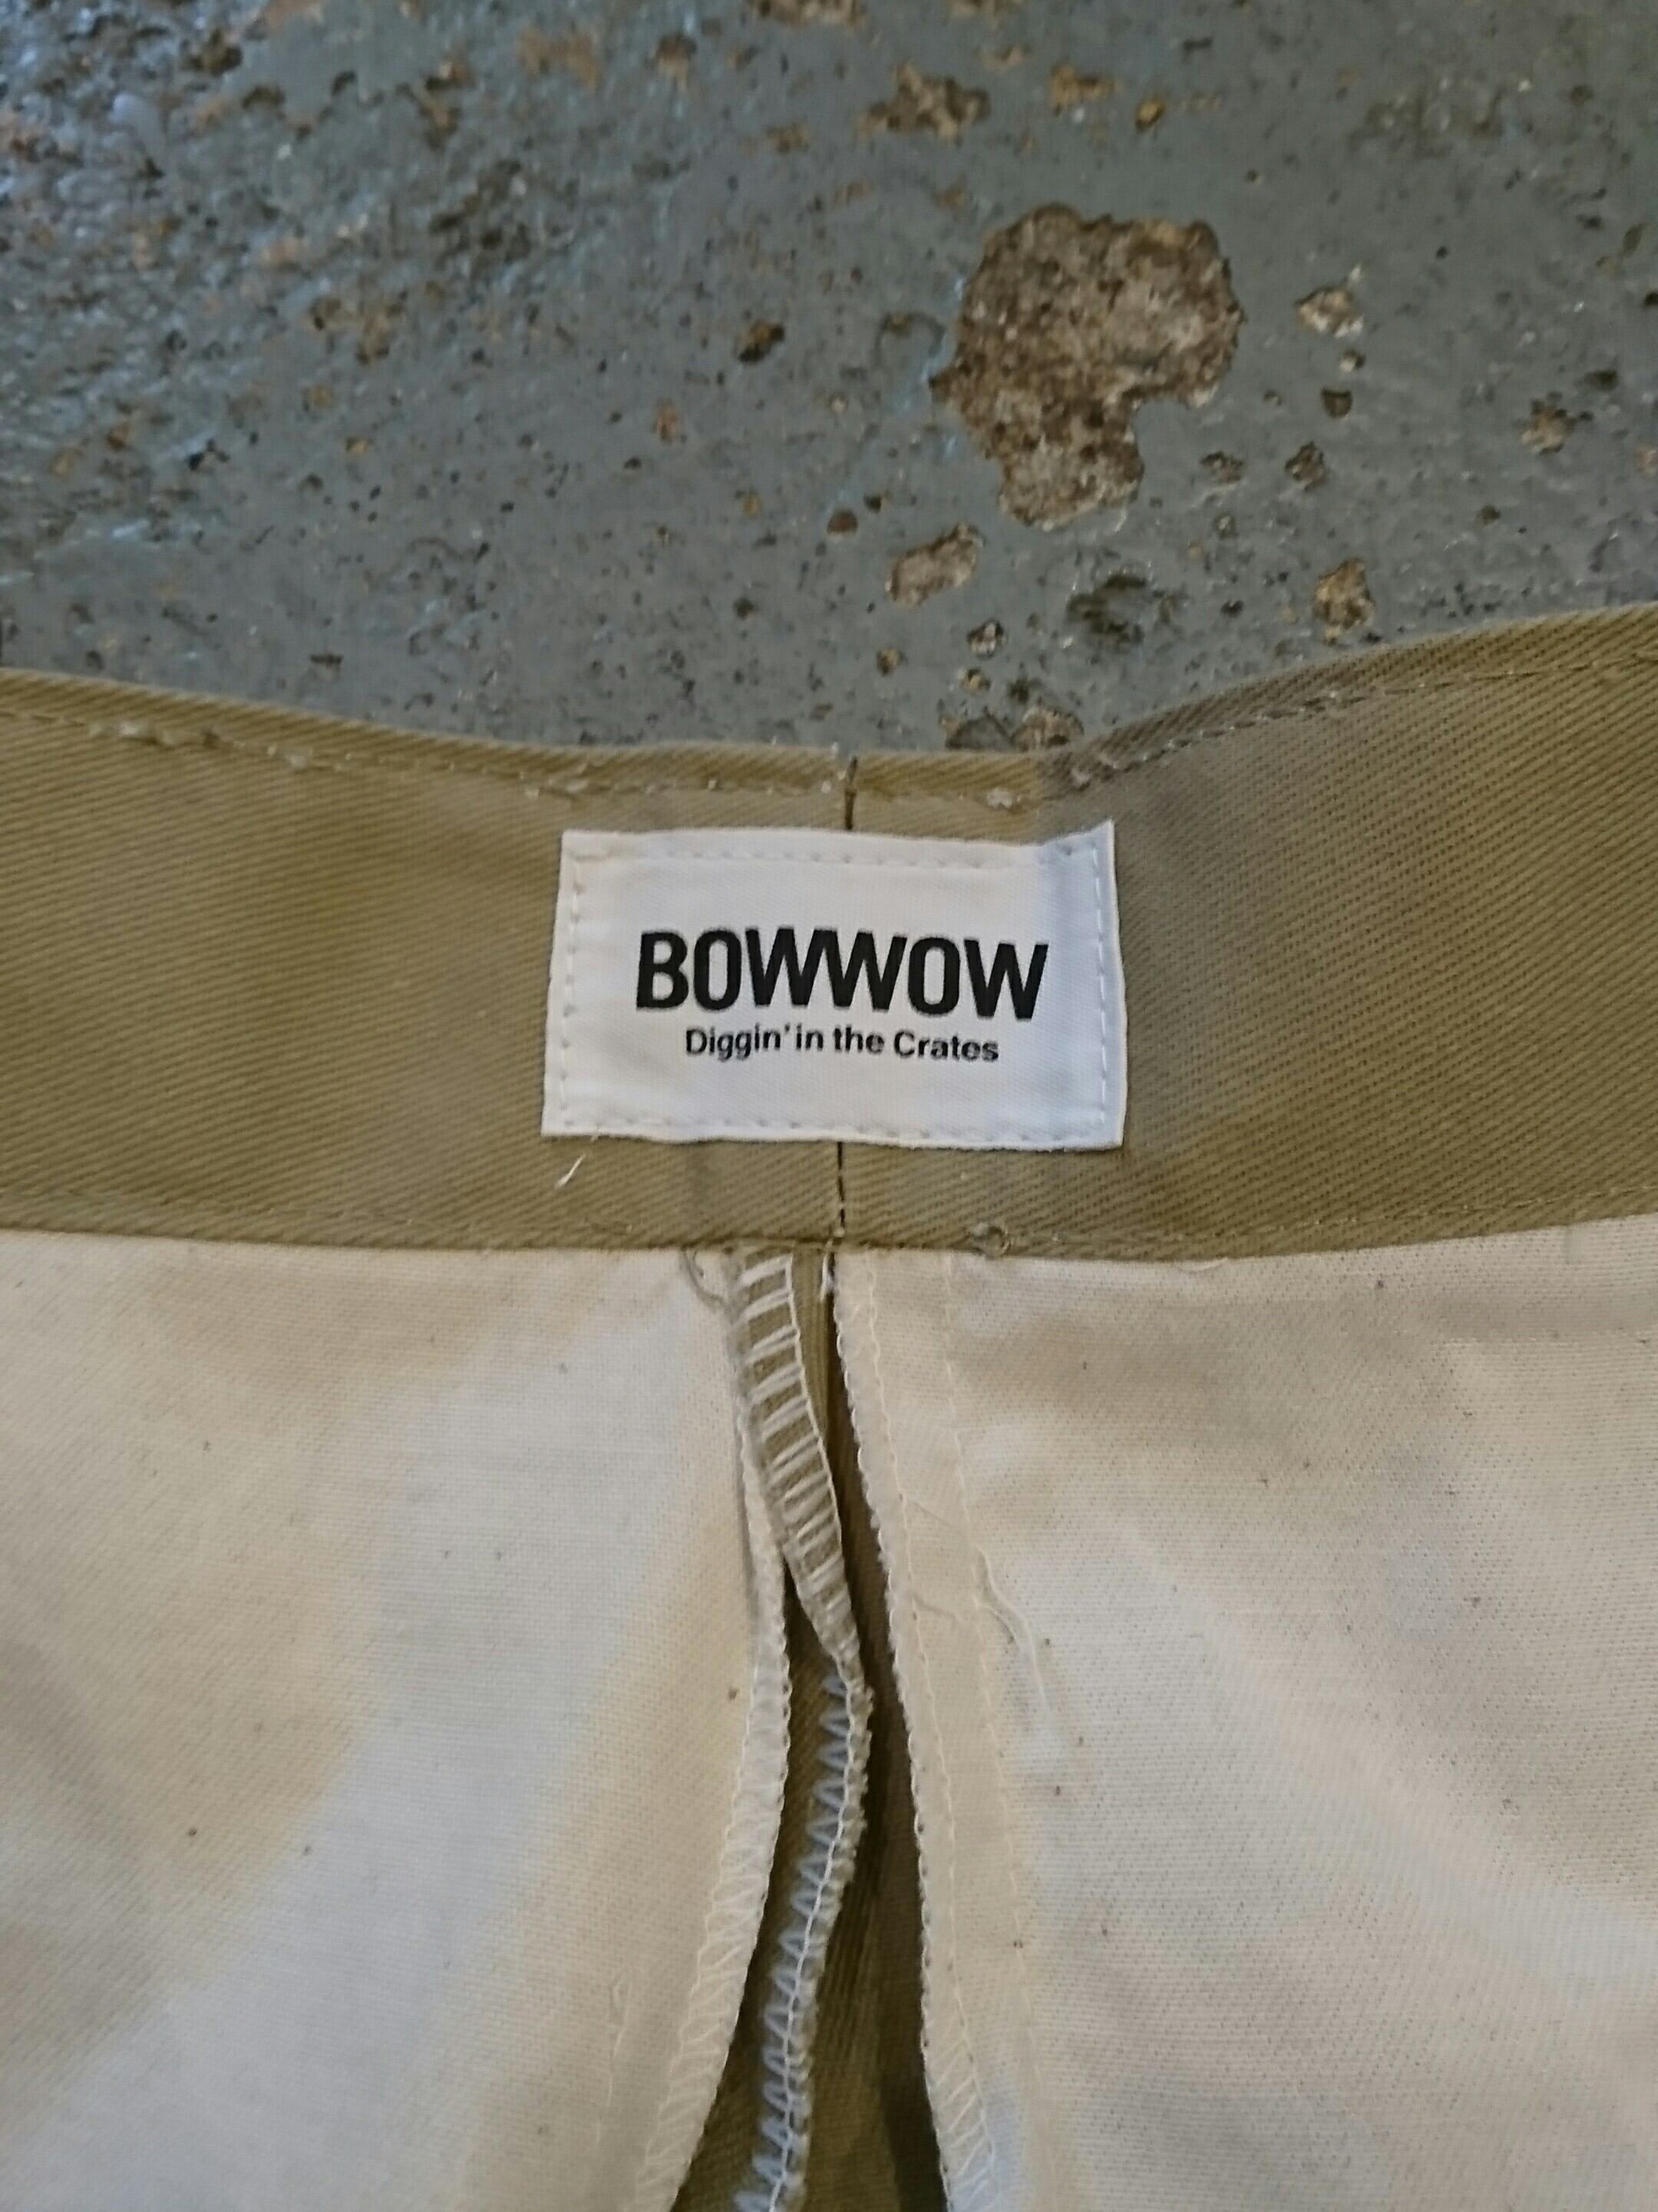 BOWWOW
Diggin' in the Crates